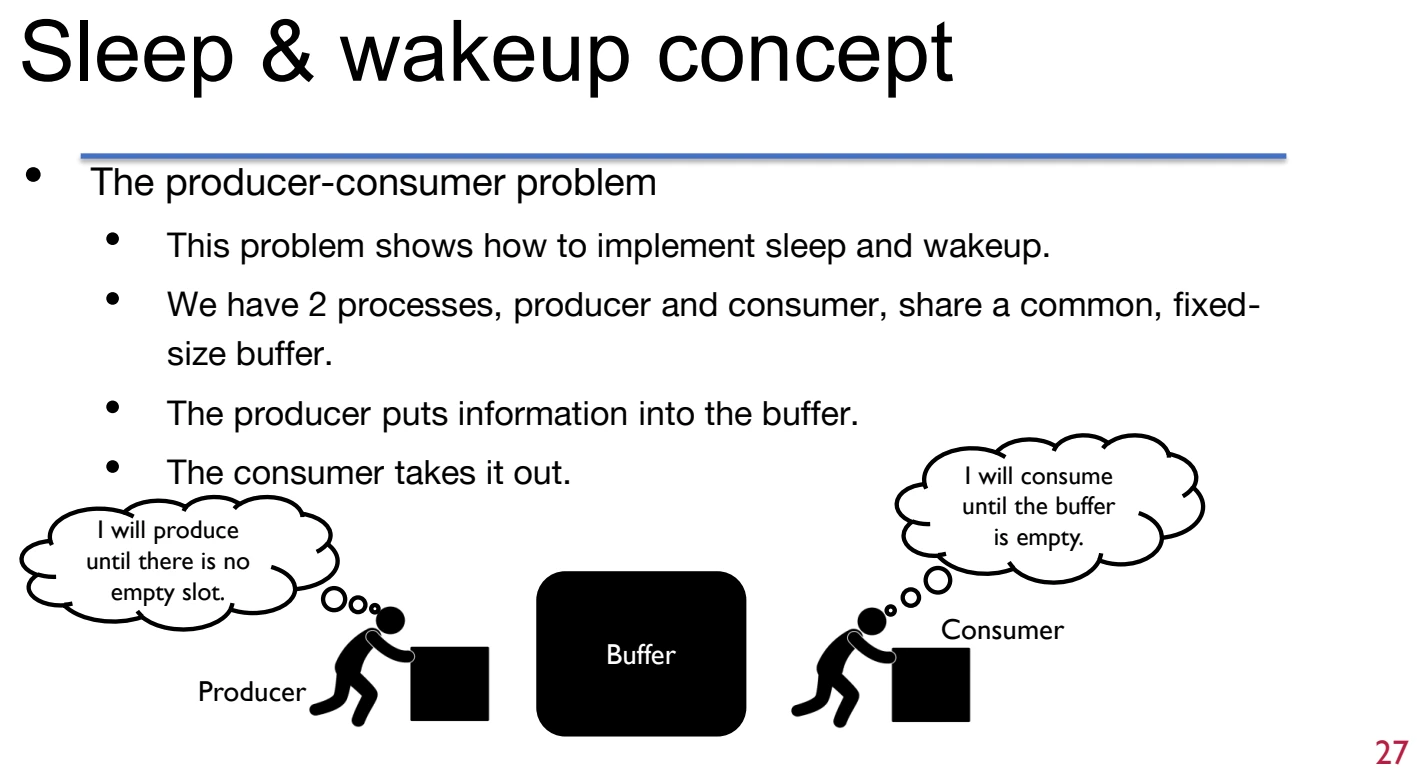 Sleep & wakeup concept
• The producer-consumer problem
• This problem shows how to implement sleep and wakeup.
• We have 2 processes, producer and consumer, share a common, fixed-
size buffer.
• The producer puts information into the buffer.
• The consumer takes it out.
I will produce
until there is no
empty slot.
I will consume
until the buffer
is empty.
Producer
Buffer
Consumer
27